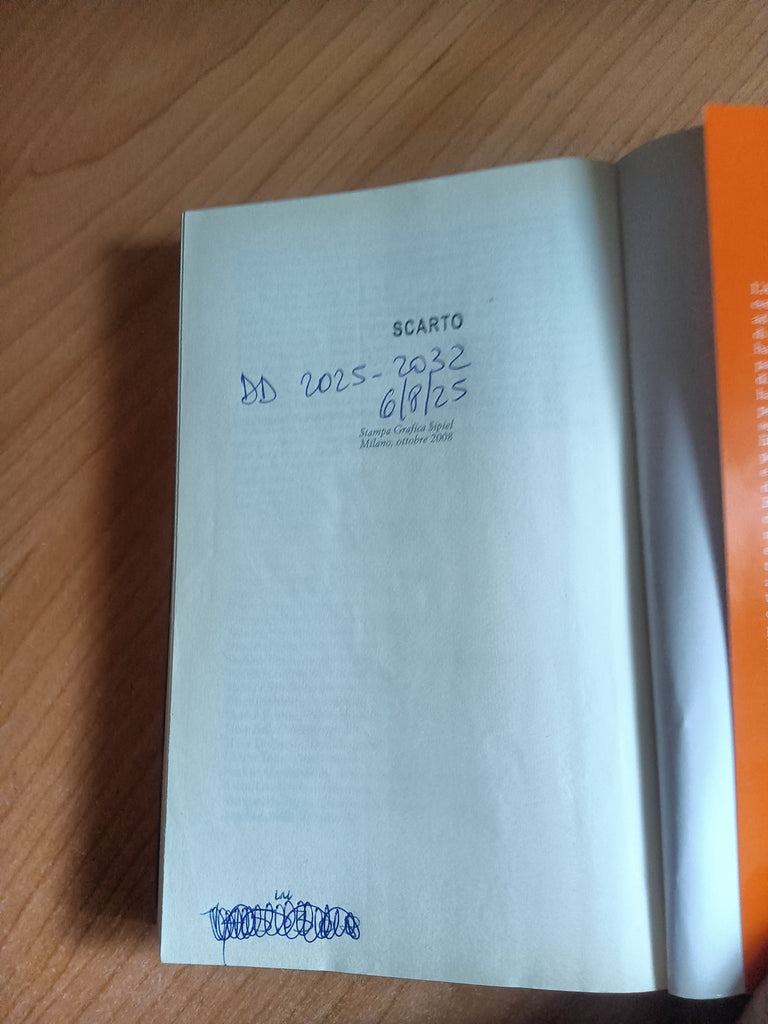 SCARTO
DD 2025-2032
6/8/25
Stampa Grafica Sipiel
Milano, ottobre 2008